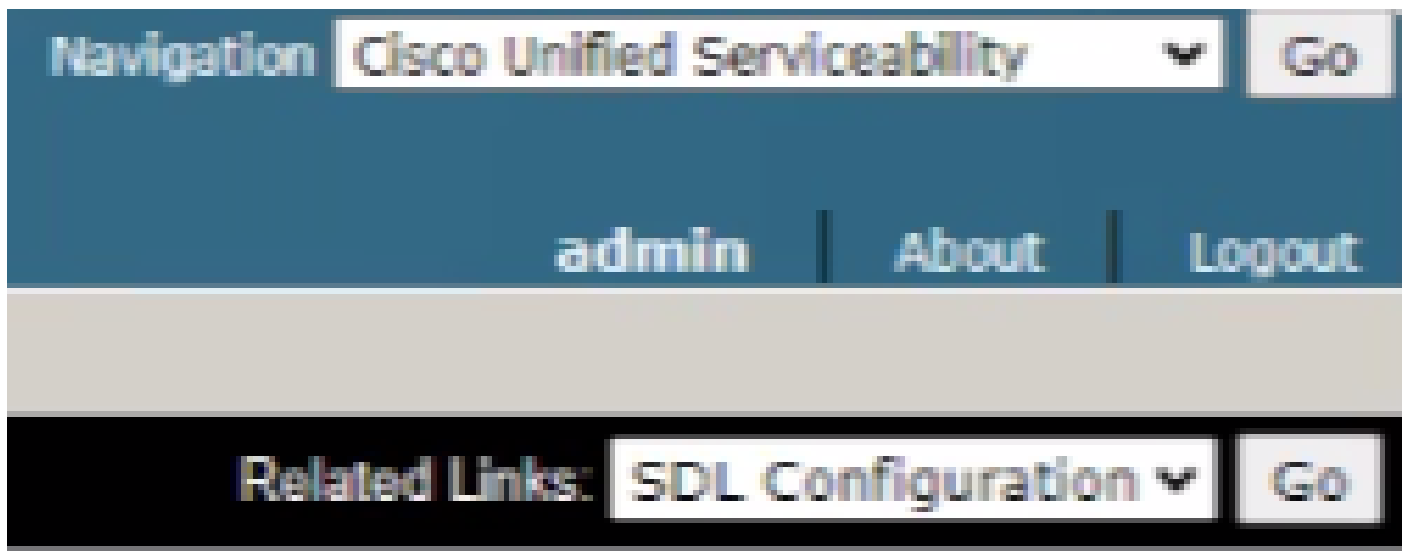 Navigation Cisco Unified Serviceability Go
admin About Logout
Related Links: SDL Configuration Go